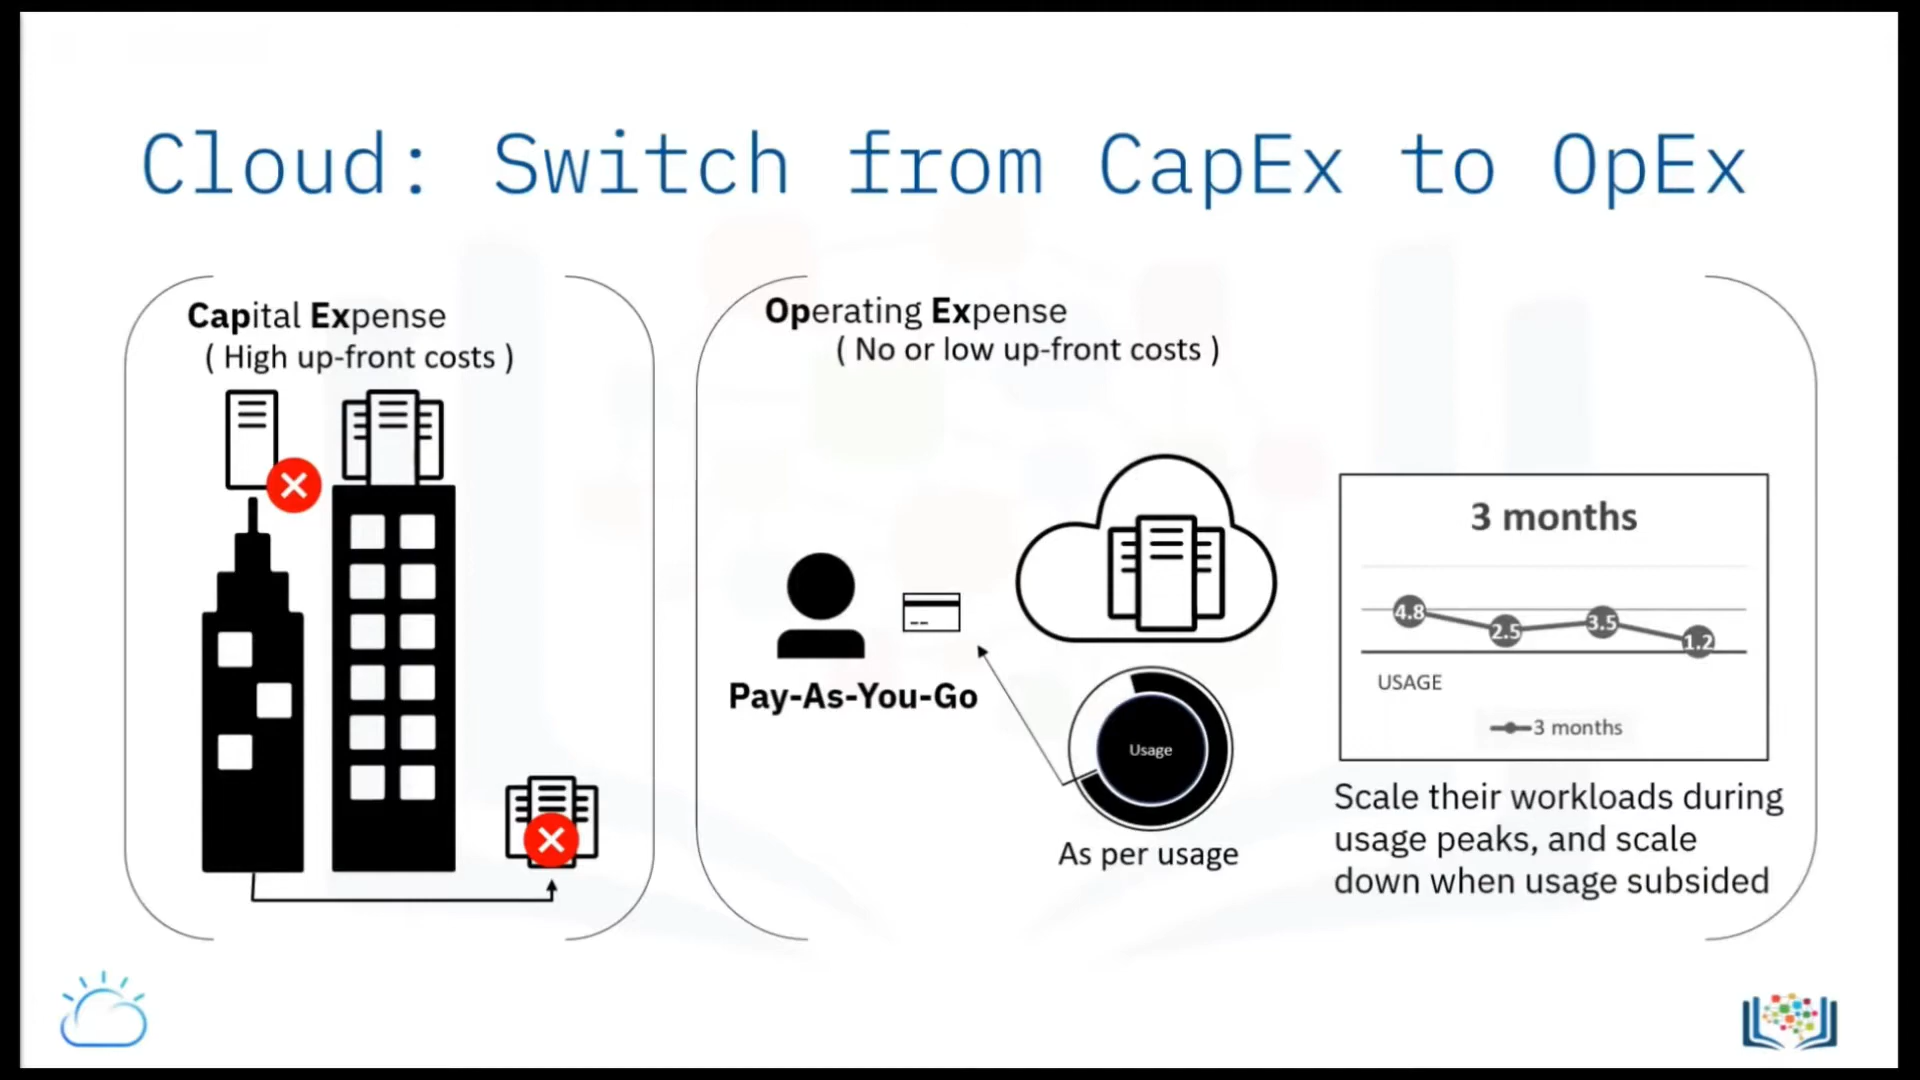 Cloud: Switch from CapEx to OpEx
Capital Expense
( High up-front costs )
Operating Expense
( No or low up-front costs )
Pay-As-You-Go
Usage
As per usage
3 months
4.8
2.5
3.5
1.2
USAGE
3 months
Scale their workloads during
usage peaks, and scale
down when usage subsided